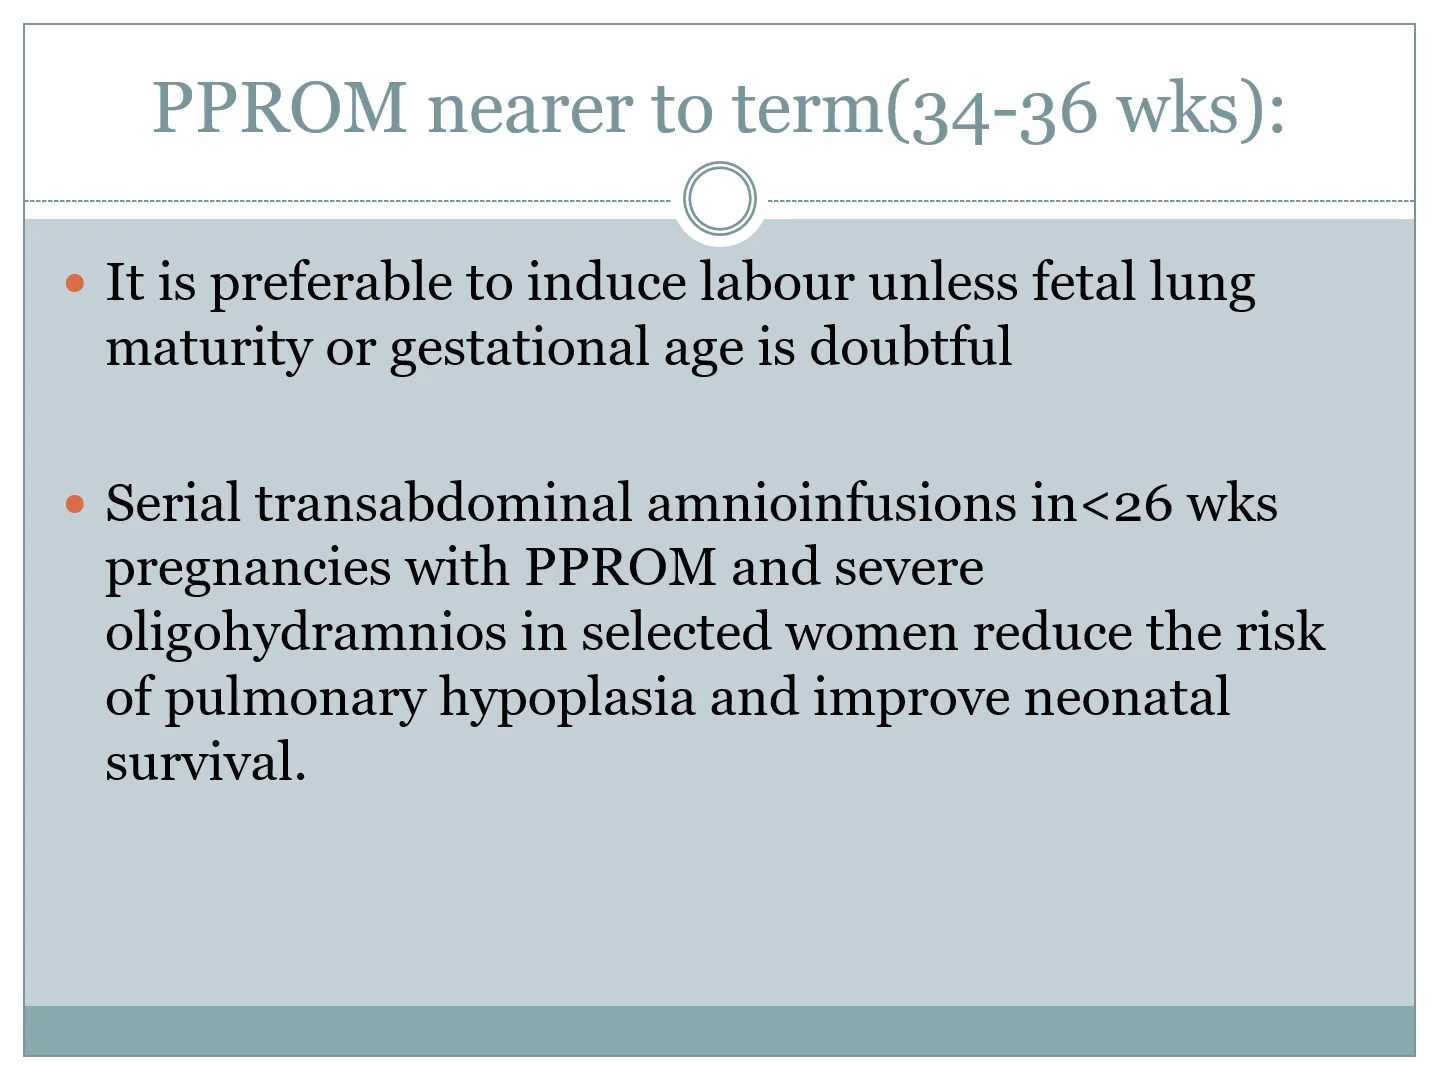 PPROM nearer to term(34-36 wks):
• It is preferable to induce labour unless fetal lung
maturity or gestational age is doubtful
• Serial transabdominal amnioinfusions in<26 wks
pregnancies with PPROM and severe
oligohydramnios in selected women reduce the risk
of pulmonary hypoplasia and improve neonatal
survival.